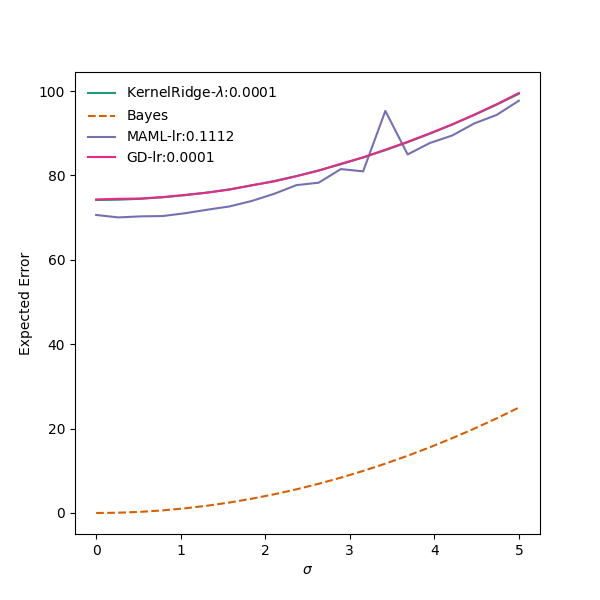 KernelRidge-λ:0.0001
Bayes
MAML-lr:0.1112
GD-lr:0.0001
100
80
60
40
20
0
Expected Error
0 1 2 3 4 5
σ